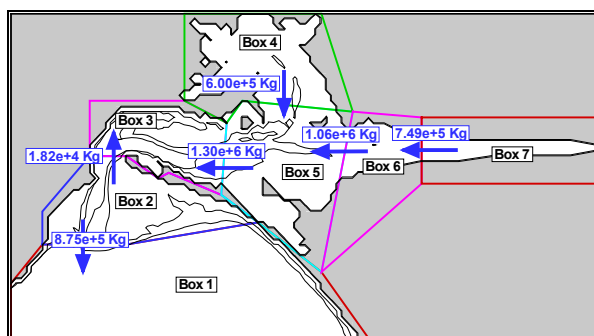 Box 4
6.00e+5 Kg
Box 3
1.06e+6 Kg
7.49e+5 Kg
1.82e+4 Kg
1.30e+6 Kg
Box 7
Box 6
Box 5
Box 2
8.75e+5 Kg
Box 1